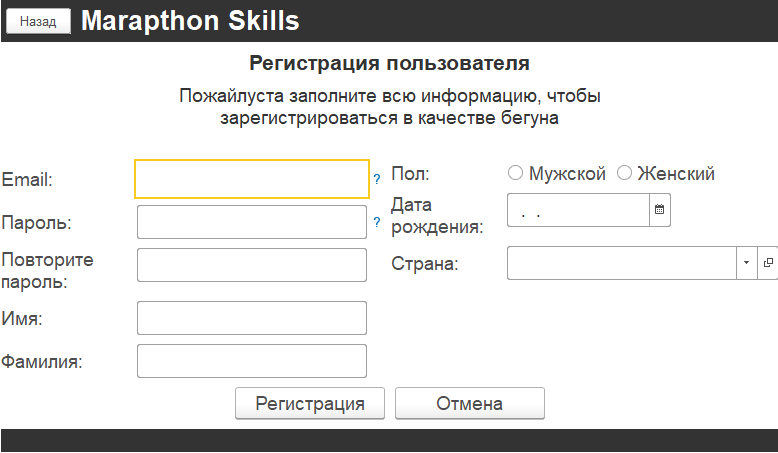 Назад
Marapthon Skills
Регистрация пользователя
Пожайлуста заполните всю информацию, чтобы
зарегистрироваться в качестве бегуна
Email:
?
Пароль:
?
Повторите
пароль:
Имя:
Фамилия:
Пол:
Мужской
Женский
Дата
рождения:
. .
Страна:
Регистрация
Отмена